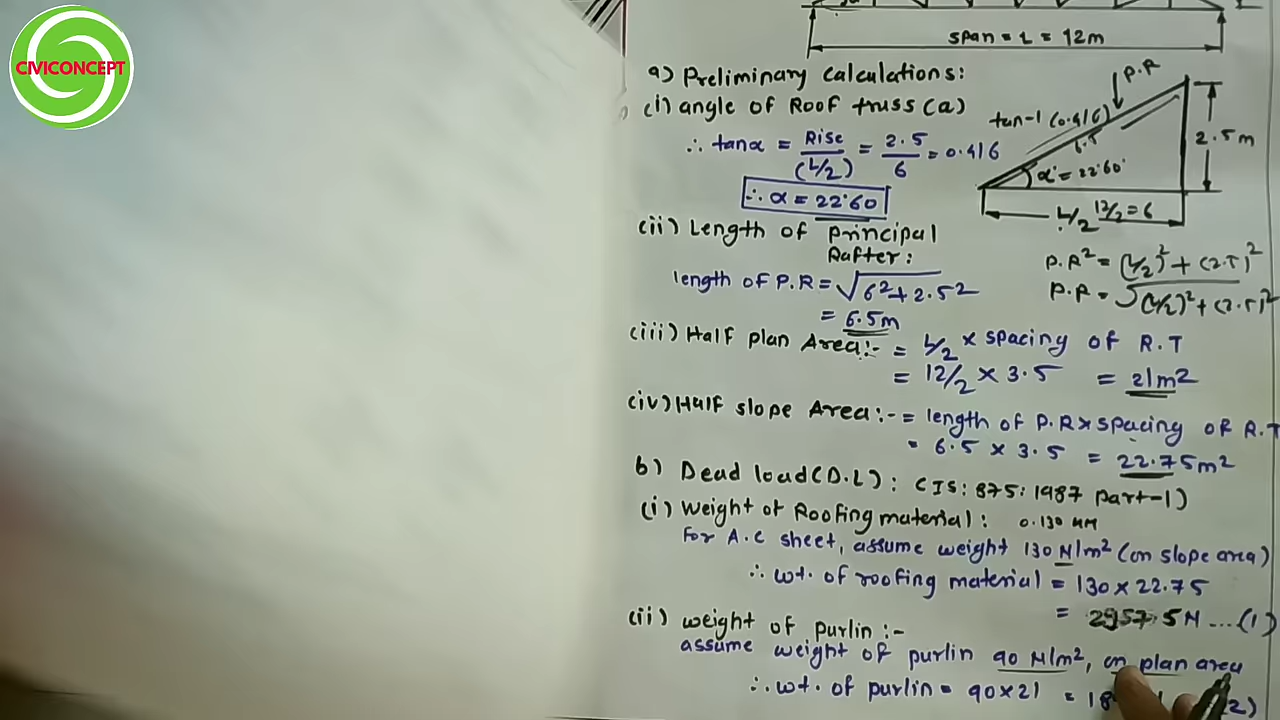 CIVICONCEPT
span = L = 12m
a) Preliminary calculations:
(i) angle of Roof truss (α)
∴ tanα = Rise/(L/2) = 2.5/6 = 0.416
∴ α = 22.60
P.R
tan-1 (0.416)
6.5
α = 22.60°
2.5m
L/2 12/2 = 6
(ii) Length of principal
Rafter:
length of P.R = √6²+2.5²
= 6.5m
P.R² = (L/2)² + (2.5)²
P.R = √(L/2)² + (2.5)²
(iii) Half plan Area:- = L/2 × spacing of R.T
= 12/2 × 3.5 = 21m²
(iv) Half slope Area:- = length of P.R × spacing of R.T
= 6.5 × 3.5 = 22.75m²
b) Dead load (D.L): (IS: 875: 1987 Part-1)
(i) Weight of Roofing material: 0.130
For A.C sheet, assume weight 130 N/m² (on slope area)
∴ wt. of roofing material = 130 × 22.75
= 2957.5N ....(1)
(ii) weight of purlin:-
assume weight of purlin 90 N/m², on plan area
∴ wt. of purlin = 90×21 = 2)